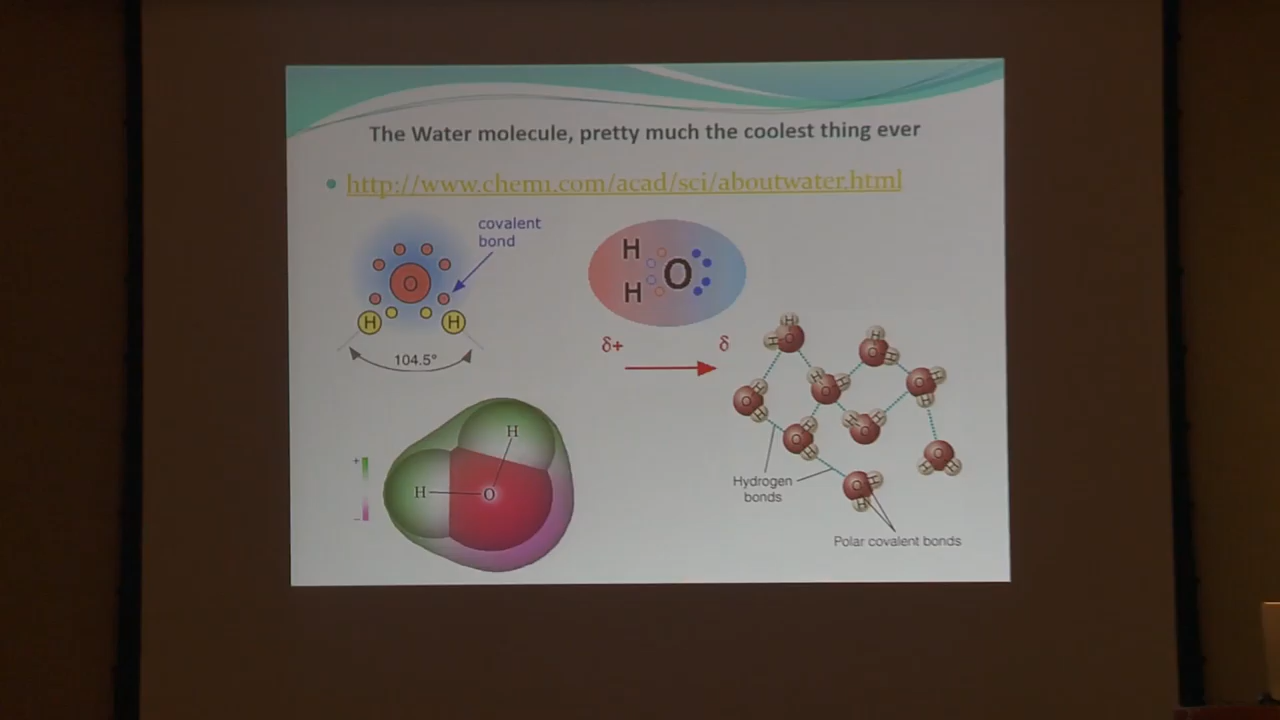 The Water molecule, pretty much the coolest thing ever
• http://www.chem1.com/acad/sci/aboutwater.html
covalent
bond
O
H H
104.5°
H
H O
δ+ δ
+
−
H
H O
H
H O
O H
H
O H
H
H
H O
O H
H
O H
H
H H
O
O
H H
O H
H
Hydrogen
bonds
Polar covalent bonds